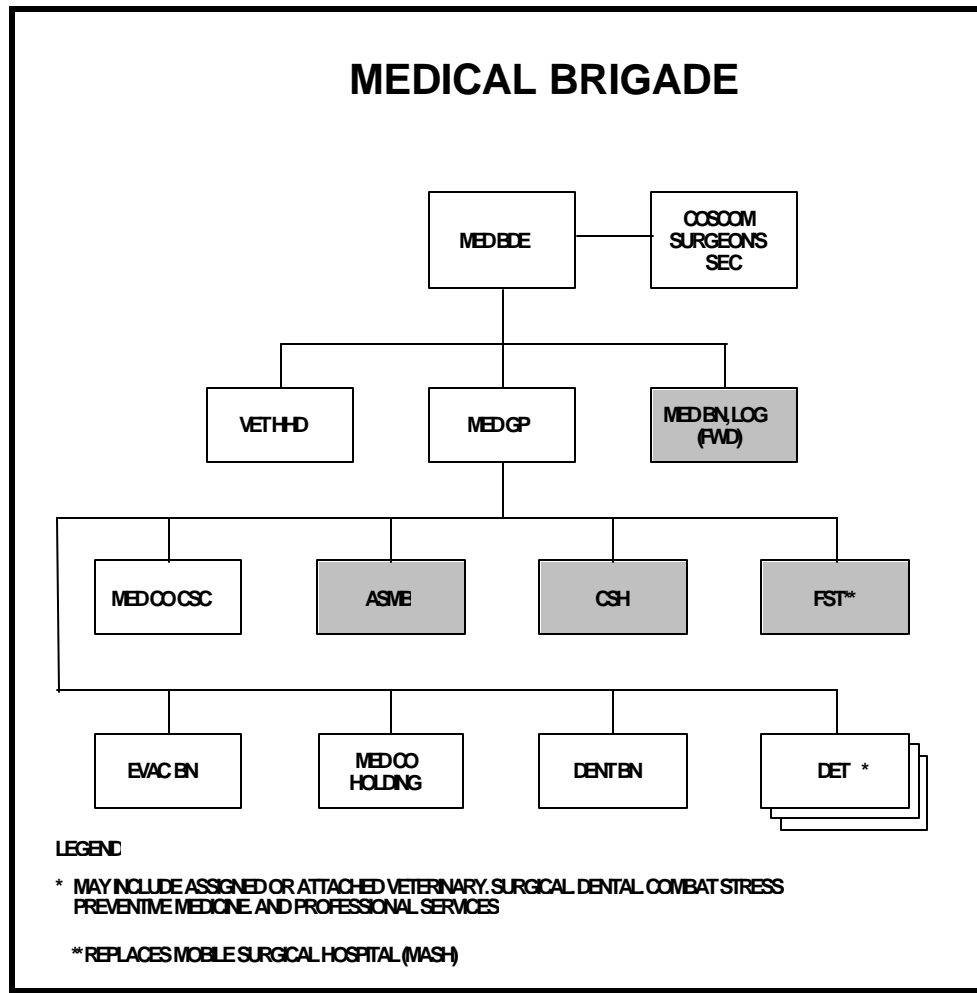 MEDICAL BRIGADE
MED BDE
COSCOM
SURGEON'S
SEC
VET HHD
MED GP
MED BN, LOG
(FWD)
MED CO CSC
ASMB
CSH
FST**
EVAC BN
MED CO
HOLDING
DENT BN
DET *
LEGEND:
* MAY INCLUDE ASSIGNED OR ATTACHED VETERINARY. SURGICAL. DENTAL. COMBAT STRESS
PREVENTIVE MEDICINE. AND PROFESSIONAL SERVICES
** REPLACES MOBILE SURGICAL HOSPITAL (MASH)